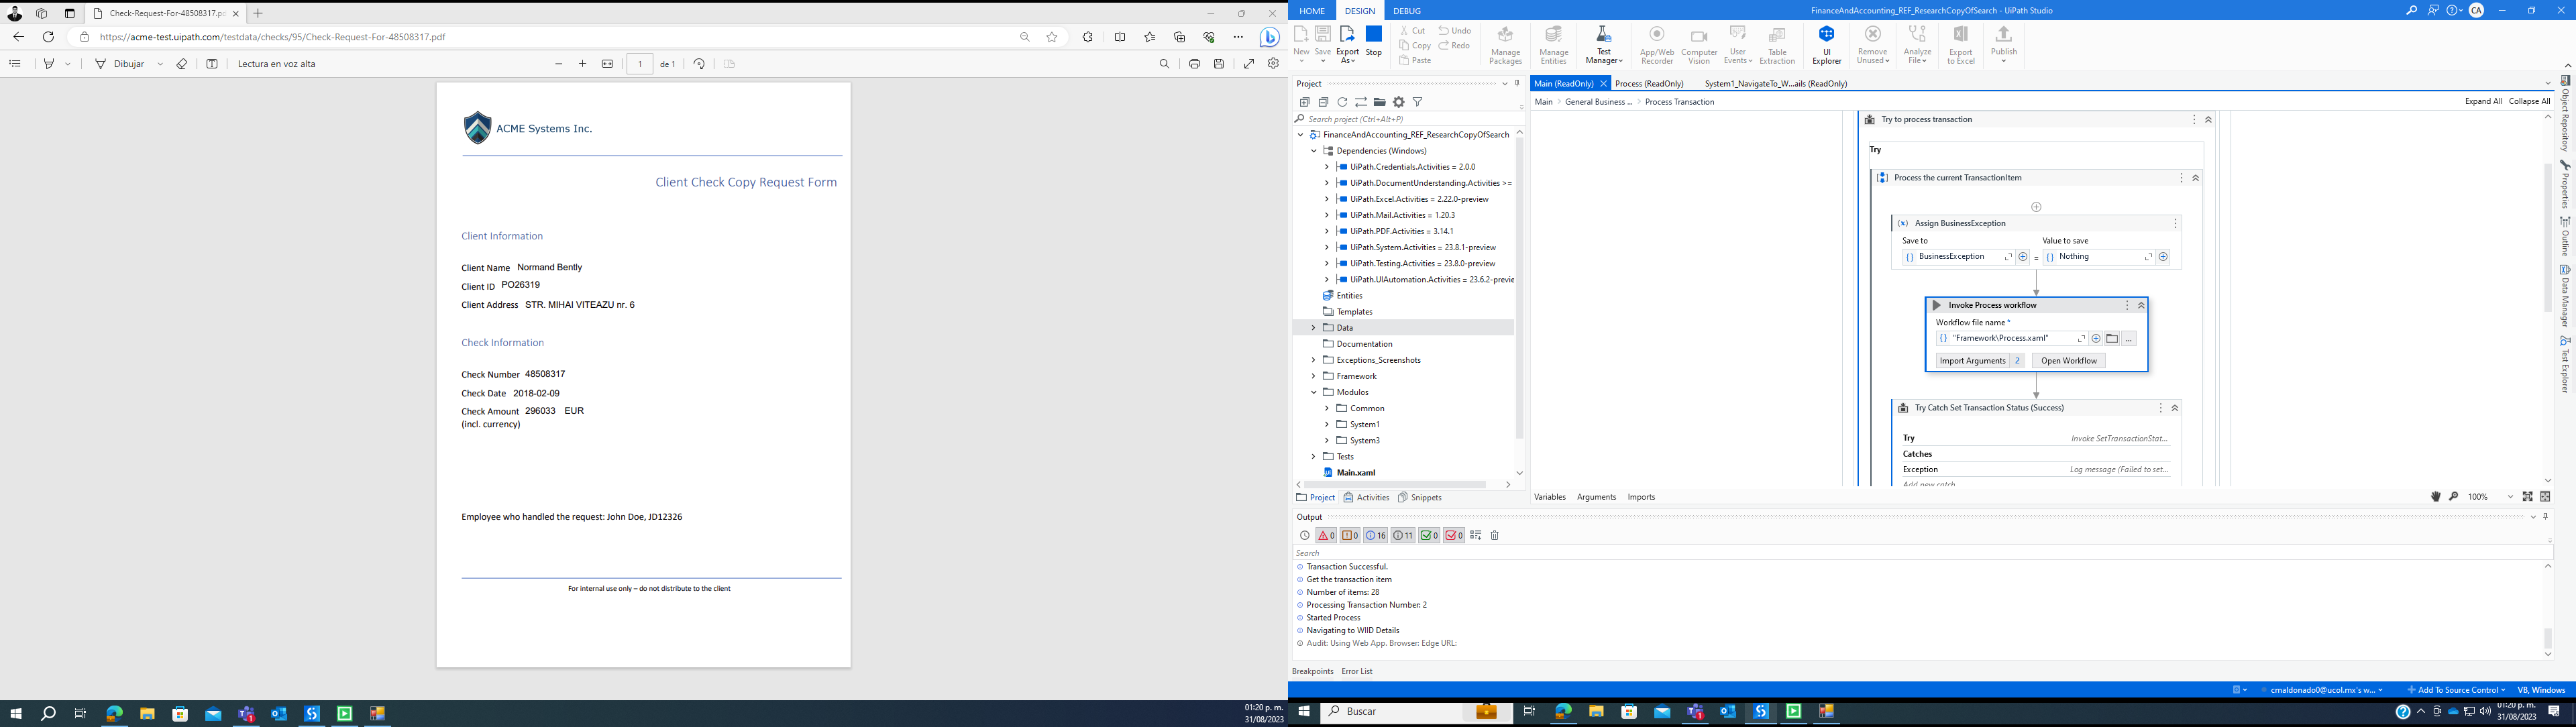 Check-Request-For-48508317.pd
https://acme-test.uipath.com/testdata/checks/95/Check-Request-For-48508317.pdf
Dibujar
Lectura en voz alta
1
de 1
ACME Systems Inc.
Client Check Copy Request Form
Client Information
Client Name Normand Bently
Client ID PO26319
Client Address STR. MIHAI VITEAZU nr. 6
Check Information
Check Number 48508317
Check Date 2018-02-09
Check Amount 296033 EUR
(incl. currency)
Employee who handled the request: John Doe, JD12326
For internal use only – do not distribute to the client
01:20 p. m.
31/08/2023
HOME DESIGN DEBUG
FinanceAndAccounting_REF_ResearchCopyOfSearch - UiPath Studio
CA
New
Save
Export As
Stop
Cut
Copy
Paste
Undo
Redo
Manage Packages
Manage Entities
Test Manager
App/Web Recorder
Computer Vision
User Events
Table Extraction
UI Explorer
Remove Unused
Analyze File
Export to Excel
Publish
Project
Search project (Ctrl+Alt+P)
FinanceAndAccounting_REF_ResearchCopyOfSearch
Dependencies (Windows)
UiPath.Credentials.Activities = 2.0.0
UiPath.DocumentUnderstanding.Activities >=
UiPath.Excel.Activities = 2.22.0-preview
UiPath.Mail.Activities = 1.20.3
UiPath.PDF.Activities = 3.14.1
UiPath.System.Activities = 23.8.1-preview
UiPath.Testing.Activities = 23.8.0-preview
UiPath.UIAutomation.Activities = 23.6.2-previe
Entities
Templates
Data
Documentation
Exceptions_Screenshots
Framework
Modulos
Common
System1
System3
Tests
Main.xaml
Project Activities Snippets
Main (ReadOnly)
Process (ReadOnly)
System1_NavigateTo_W...ails (ReadOnly)
Main > General Business ... > Process Transaction
Expand All Collapse All
Try to process transaction
Try
Process the current TransactionItem
Assign BusinessException
Save to
Value to save
BusinessException = Nothing
Invoke Process workflow
Workflow file name *
"Framework\Process.xaml"
Import Arguments 2
Open Workflow
Try Catch Set Transaction Status (Success)
Try
Invoke SetTransactionStat...
Catches
Exception
Log message (Failed to set...
Add new catch
Variables Arguments Imports
100%
Object Repository
Properties
Outline
Data Manager
Test Explorer
Output
0 0 16 11 0 0
Search
Transaction Successful.
Get the transaction item
Number of items: 28
Processing Transaction Number: 2
Started Process
Navigating to WIID Details
Audit: Using Web App. Browser: Edge URL:
Breakpoints Error List
cmaldonado0@ucol.mx's w...
Add To Source Control
VB, Windows
Buscar
01:20 p. m.
31/08/2023